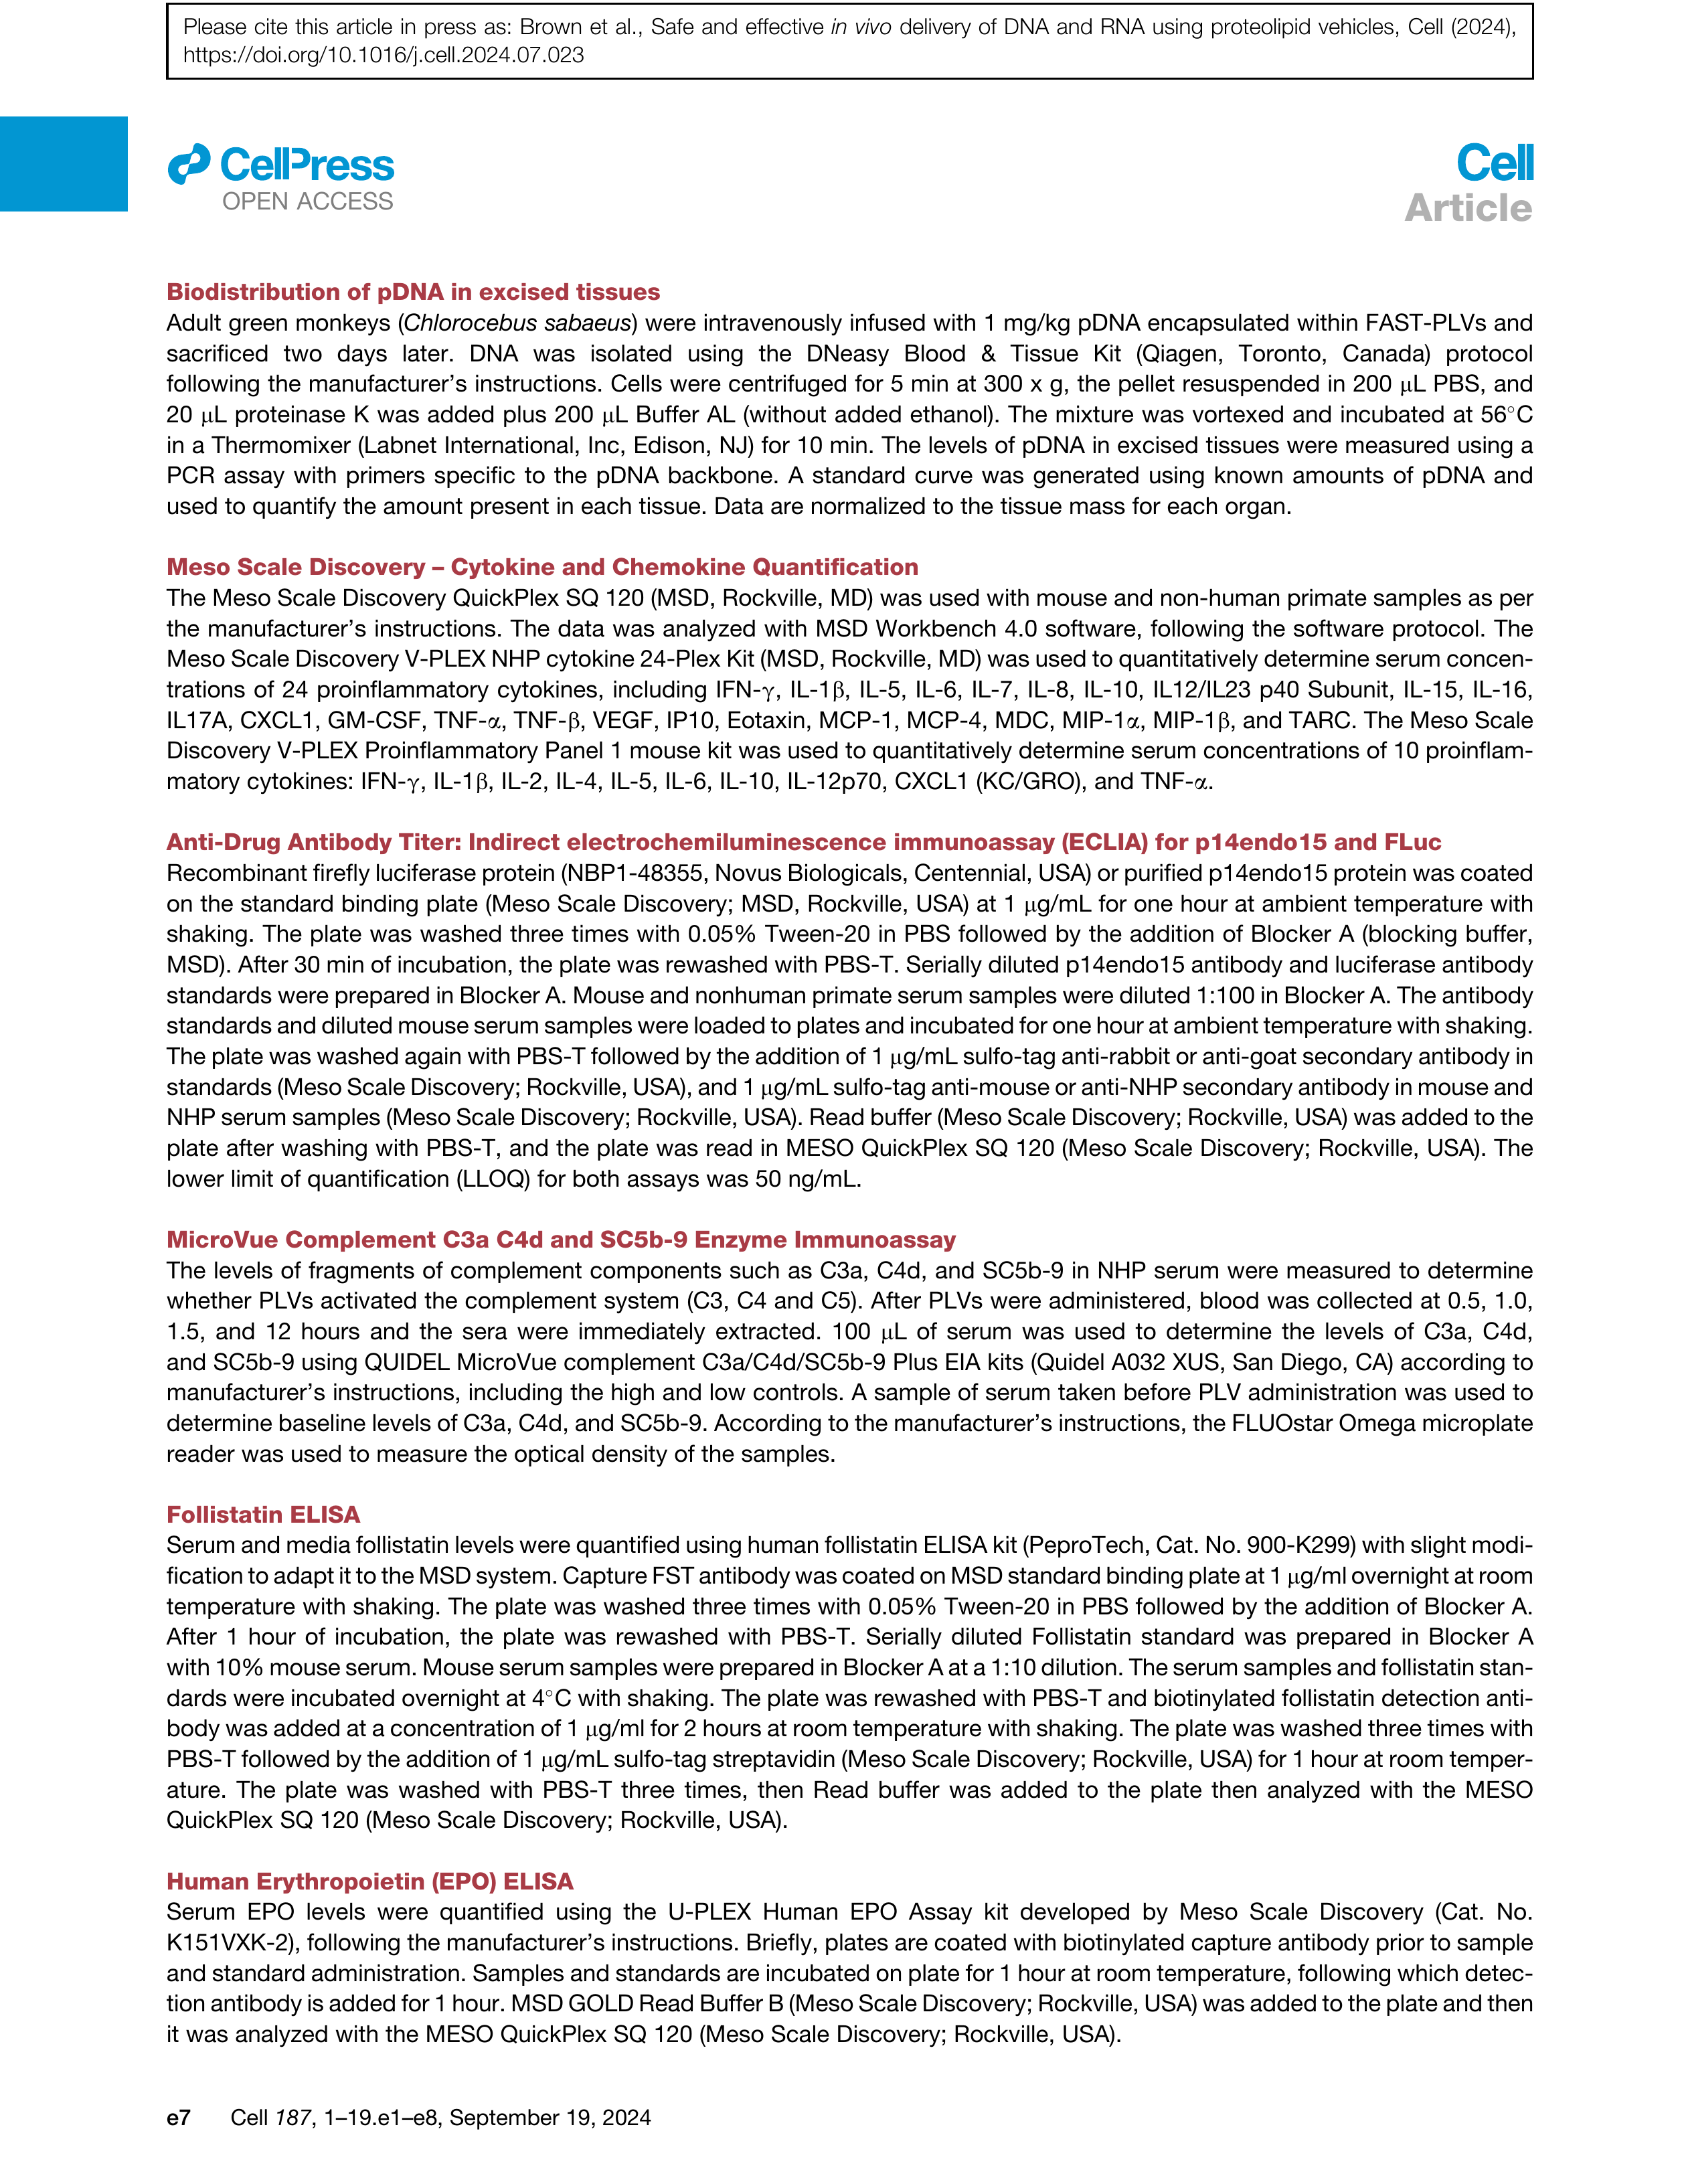 Please cite this article in press as: Brown et al., Safe and effective in vivo delivery of DNA and RNA using proteolipid vehicles, Cell (2024),
https://doi.org/10.1016/j.cell.2024.07.023
CellPress
OPEN ACCESS
Cell
Article
Biodistribution of pDNA in excised tissues
Adult green monkeys (Chlorocebus sabaeus) were intravenously infused with 1 mg/kg pDNA encapsulated within FAST-PLVs and
sacrificed two days later. DNA was isolated using the DNeasy Blood & Tissue Kit (Qiagen, Toronto, Canada) protocol
following the manufacturer's instructions. Cells were centrifuged for 5 min at 300 x g, the pellet resuspended in 200 μL PBS, and
20 μL proteinase K was added plus 200 μL Buffer AL (without added ethanol). The mixture was vortexed and incubated at 56°C
in a Thermomixer (Labnet International, Inc, Edison, NJ) for 10 min. The levels of pDNA in excised tissues were measured using a
PCR assay with primers specific to the pDNA backbone. A standard curve was generated using known amounts of pDNA and
used to quantify the amount present in each tissue. Data are normalized to the tissue mass for each organ.
Meso Scale Discovery – Cytokine and Chemokine Quantification
The Meso Scale Discovery QuickPlex SQ 120 (MSD, Rockville, MD) was used with mouse and non-human primate samples as per
the manufacturer's instructions. The data was analyzed with MSD Workbench 4.0 software, following the software protocol. The
Meso Scale Discovery V-PLEX NHP cytokine 24-Plex Kit (MSD, Rockville, MD) was used to quantitatively determine serum concen-
trations of 24 proinflammatory cytokines, including IFN-γ, IL-1β, IL-5, IL-6, IL-7, IL-8, IL-10, IL12/IL23 p40 Subunit, IL-15, IL-16,
IL17A, CXCL1, GM-CSF, TNF-α, TNF-β, VEGF, IP10, Eotaxin, MCP-1, MCP-4, MDC, MIP-1α, MIP-1β, and TARC. The Meso Scale
Discovery V-PLEX Proinflammatory Panel 1 mouse kit was used to quantitatively determine serum concentrations of 10 proinflam-
matory cytokines: IFN-γ, IL-1β, IL-2, IL-4, IL-5, IL-6, IL-10, IL-12p70, CXCL1 (KC/GRO), and TNF-α.
Anti-Drug Antibody Titer: Indirect electrochemiluminescence immunoassay (ECLIA) for p14endo15 and FLuc
Recombinant firefly luciferase protein (NBP1-48355, Novus Biologicals, Centennial, USA) or purified p14endo15 protein was coated
on the standard binding plate (Meso Scale Discovery; MSD, Rockville, USA) at 1 μg/mL for one hour at ambient temperature with
shaking. The plate was washed three times with 0.05% Tween-20 in PBS followed by the addition of Blocker A (blocking buffer,
MSD). After 30 min of incubation, the plate was rewashed with PBS-T. Serially diluted p14endo15 antibody and luciferase antibody
standards were prepared in Blocker A. Mouse and nonhuman primate serum samples were diluted 1:100 in Blocker A. The antibody
standards and diluted mouse serum samples were loaded to plates and incubated for one hour at ambient temperature with shaking.
The plate was washed again with PBS-T followed by the addition of 1 μg/mL sulfo-tag anti-rabbit or anti-goat secondary antibody in
standards (Meso Scale Discovery; Rockville, USA), and 1 μg/mL sulfo-tag anti-mouse or anti-NHP secondary antibody in mouse and
NHP serum samples (Meso Scale Discovery; Rockville, USA). Read buffer (Meso Scale Discovery; Rockville, USA) was added to the
plate after washing with PBS-T, and the plate was read in MESO QuickPlex SQ 120 (Meso Scale Discovery; Rockville, USA). The
lower limit of quantification (LLOQ) for both assays was 50 ng/mL.
MicroVue Complement C3a C4d and SC5b-9 Enzyme Immunoassay
The levels of fragments of complement components such as C3a, C4d, and SC5b-9 in NHP serum were measured to determine
whether PLVs activated the complement system (C3, C4 and C5). After PLVs were administered, blood was collected at 0.5, 1.0,
1.5, and 12 hours and the sera were immediately extracted. 100 μL of serum was used to determine the levels of C3a, C4d,
and SC5b-9 using QUIDEL MicroVue complement C3a/C4d/SC5b-9 Plus EIA kits (Quidel A032 XUS, San Diego, CA) according to
manufacturer's instructions, including the high and low controls. A sample of serum taken before PLV administration was used to
determine baseline levels of C3a, C4d, and SC5b-9. According to the manufacturer's instructions, the FLUOstar Omega microplate
reader was used to measure the optical density of the samples.
Follistatin ELISA
Serum and media follistatin levels were quantified using human follistatin ELISA kit (PeproTech, Cat. No. 900-K299) with slight modi-
fication to adapt it to the MSD system. Capture FST antibody was coated on MSD standard binding plate at 1 μg/ml overnight at room
temperature with shaking. The plate was washed three times with 0.05% Tween-20 in PBS followed by the addition of Blocker A.
After 1 hour of incubation, the plate was rewashed with PBS-T. Serially diluted Follistatin standard was prepared in Blocker A
with 10% mouse serum. Mouse serum samples were prepared in Blocker A at a 1:10 dilution. The serum samples and follistatin stan-
dards were incubated overnight at 4°C with shaking. The plate was rewashed with PBS-T and biotinylated follistatin detection anti-
body was added at a concentration of 1 μg/ml for 2 hours at room temperature with shaking. The plate was washed three times with
PBS-T followed by the addition of 1 μg/mL sulfo-tag streptavidin (Meso Scale Discovery; Rockville, USA) for 1 hour at room temper-
ature. The plate was washed with PBS-T three times, then Read buffer was added to the plate then analyzed with the MESO
QuickPlex SQ 120 (Meso Scale Discovery; Rockville, USA).
Human Erythropoietin (EPO) ELISA
Serum EPO levels were quantified using the U-PLEX Human EPO Assay kit developed by Meso Scale Discovery (Cat. No.
K151VXK-2), following the manufacturer's instructions. Briefly, plates are coated with biotinylated capture antibody prior to sample
and standard administration. Samples and standards are incubated on plate for 1 hour at room temperature, following which detec-
tion antibody is added for 1 hour. MSD GOLD Read Buffer B (Meso Scale Discovery; Rockville, USA) was added to the plate and then
it was analyzed with the MESO QuickPlex SQ 120 (Meso Scale Discovery; Rockville, USA).
e7 Cell 187, 1–19.e1–e8, September 19, 2024